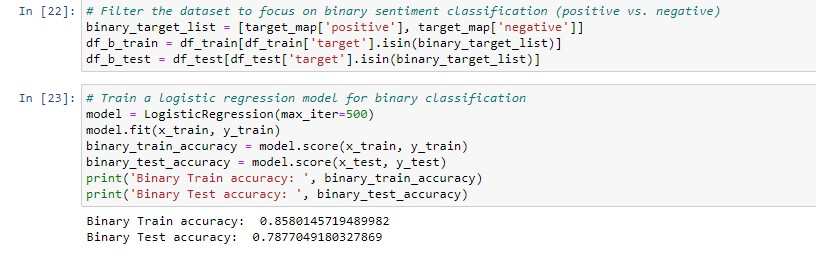 In [22]: # Filter the dataset to focus on binary sentiment classification (positive vs. negative)
binary_target_list = [target_map['positive'], target_map['negative']]
df_b_train = df_train[df_train['target'].isin(binary_target_list)]
df_b_test = df_test[df_test['target'].isin(binary_target_list)]
In [23]: # Train a logistic regression model for binary classification
model = LogisticRegression(max_iter=500)
model.fit(x_train, y_train)
binary_train_accuracy = model.score(x_train, y_train)
binary_test_accuracy = model.score(x_test, y_test)
print('Binary Train accuracy: ', binary_train_accuracy)
print('Binary Test accuracy: ', binary_test_accuracy)
Binary Train accuracy:  0.8580145719489982
Binary Test accuracy:  0.7877049180327869